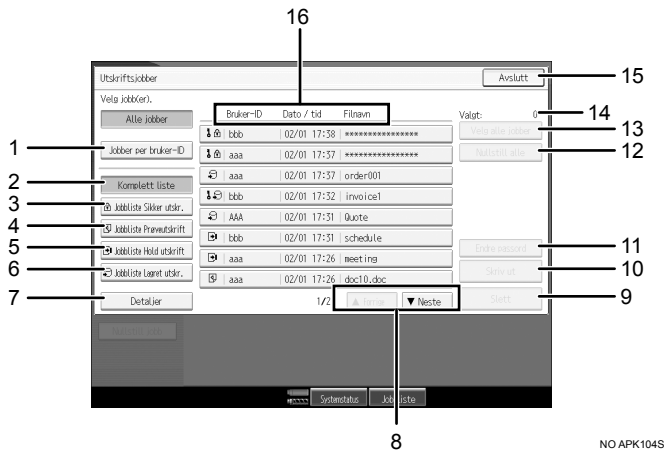 16
Utskriftsjobber
Avslutt
15
Velg jobb(er).
Alle jobber
Bruker-ID Dato / tid Filnavn
Valgt: 0
14
bbb 02/01 17:38 ****************
Velg alle jobber
13
1
Jobber per bruker-ID
aaa 02/01 17:37 ****************
Nullstill alle
12
aaa 02/01 17:37 order001
2
Komplett liste
bbb 02/01 17:32 invoice1
3
Jobbliste Sikker utskr.
AAA 02/01 17:31 Quote
4
Jobbliste Prøveutskrift
bbb 02/01 17:31 schedule
5
Jobbliste Hold utskrift
aaa 02/01 17:26 meeting
Endre passord
11
6
Jobbliste Lagret utskr.
aaa 02/01 17:26 doc10.doc
Skriv ut
10
7
Detaljer
1/2
▲ Forrige
▼ Neste
Slett
9
Nullstill jobb
Systemstatus
Jobbliste
8
NO APK104S